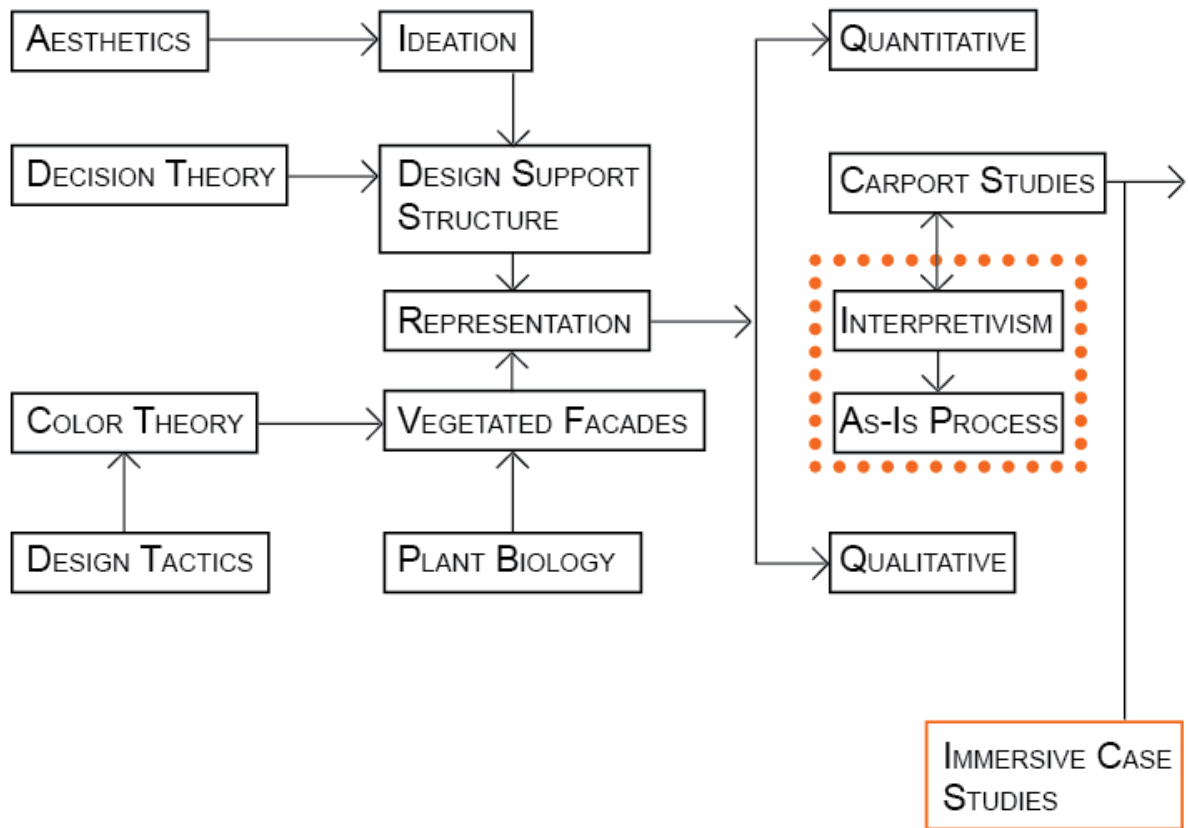 AESTHETICS
IDEATION
QUANTITATIVE
DECISION THEORY
DESIGN SUPPORT
STRUCTURE
CARPORT STUDIES
REPRESENTATION
INTERPRETIVISM
COLOR THEORY
VEGETATED FACADES
AS-IS PROCESS
DESIGN TACTICS
PLANT BIOLOGY
QUALITATIVE
IMMERSIVE CASE
STUDIES